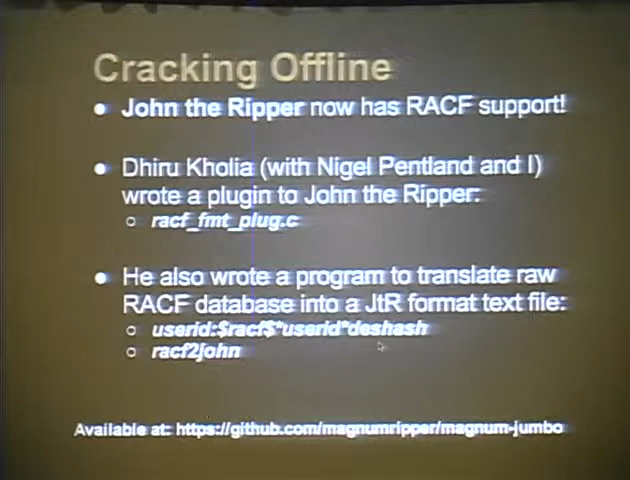 Cracking Offline
● John the Ripper now has RACF support!
● Dhiru Kholia (with Nigel Pentland and I)
wrote a plugin to John the Ripper:
○ racf_fmt_plug.c
● He also wrote a program to translate raw
RACF database into a JtR format text file:
○ userid:$racf$*userid*deshash
○ racf2john
Available at: https://github.com/magnumripper/magnum-jumbo